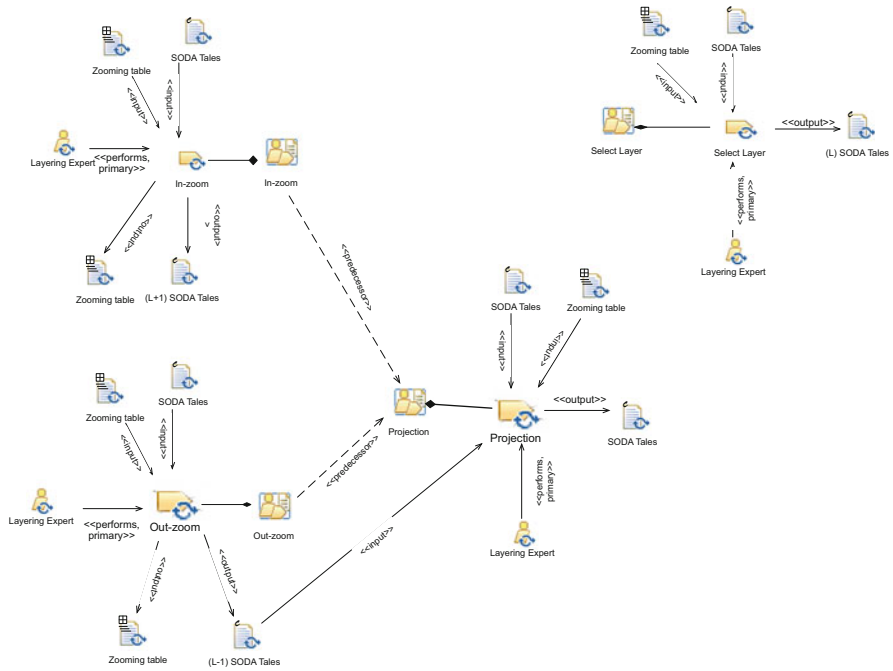 Zooming table
SODA Tales
<<input>>
<<input>>
Layering Expert
<<performs,
primary>>
In-zoom
In-zoom
<<output>>
<<output>
>
Zooming table
(L+1) SODA Tales
<<predecessor>>
Zooming table
SODA Tales
<<input>>
<<input>>
Select Layer
Select Layer
<<output>>
(L) SODA Tales
<<performs,
primary>>
Layering Expert
SODA Tales
Zooming table
<<input>>
<<input>>
Projection
Projection
<<output>>
SODA Tales
<<performs,
primary>>
Layering Expert
Zooming table
SODA Tales
<<input>>
<<input>>
<<predecessor>>
Layering Expert
<<performs,
primary>>
Out-zoom
Out-zoom
<<output>>
<<output>>
<<input>>
Zooming table
(L-1) SODA Tales